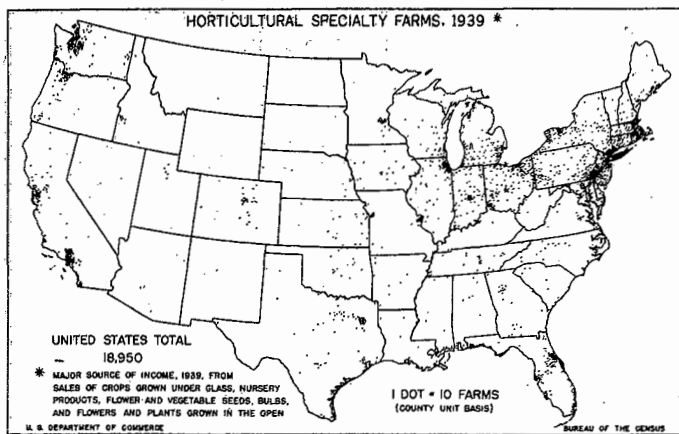 HORTICULTURAL SPECIALTY FARMS, 1939 *
UNITED STATES TOTAL
18,950
* MAJOR SOURCE OF INCOME, 1939, FROM
SALES OF CROPS GROWN UNDER GLASS, NURSERY
PRODUCTS, FLOWER AND VEGETABLE SEEDS, BULBS,
AND FLOWERS AND PLANTS GROWN IN THE OPEN
1 DOT = 10 FARMS
(COUNTY UNIT BASIS)
U. S. DEPARTMENT OF COMMERCE
BUREAU OF THE CENSUS